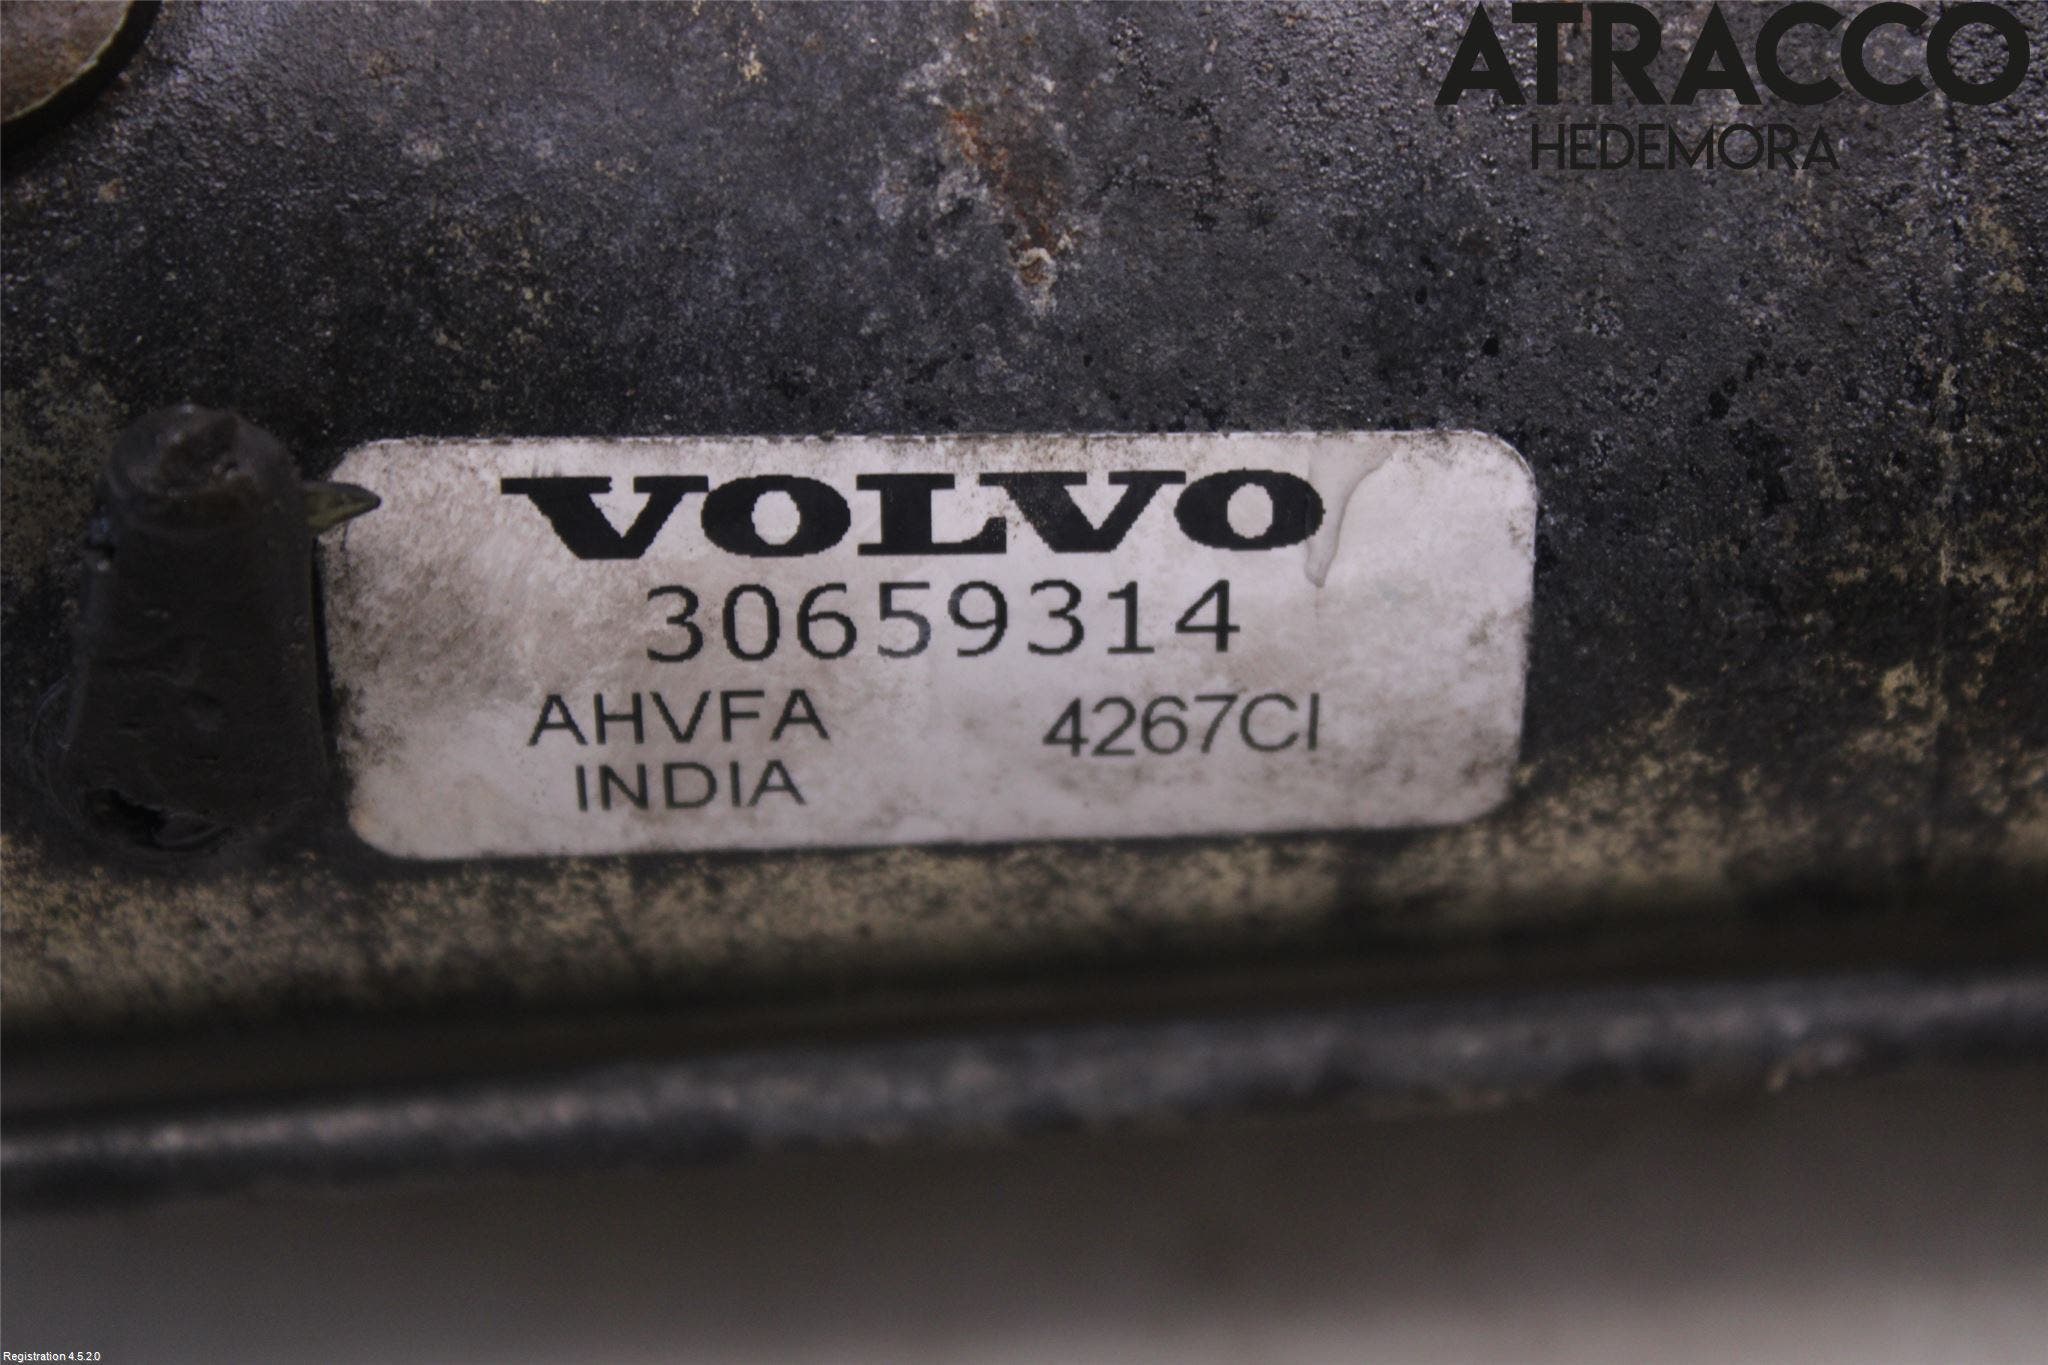 ATRACCO
HEDEMORA
VOLVO
30659314
AHVFA 4267CI
INDIA
Registration 4.5.2.0